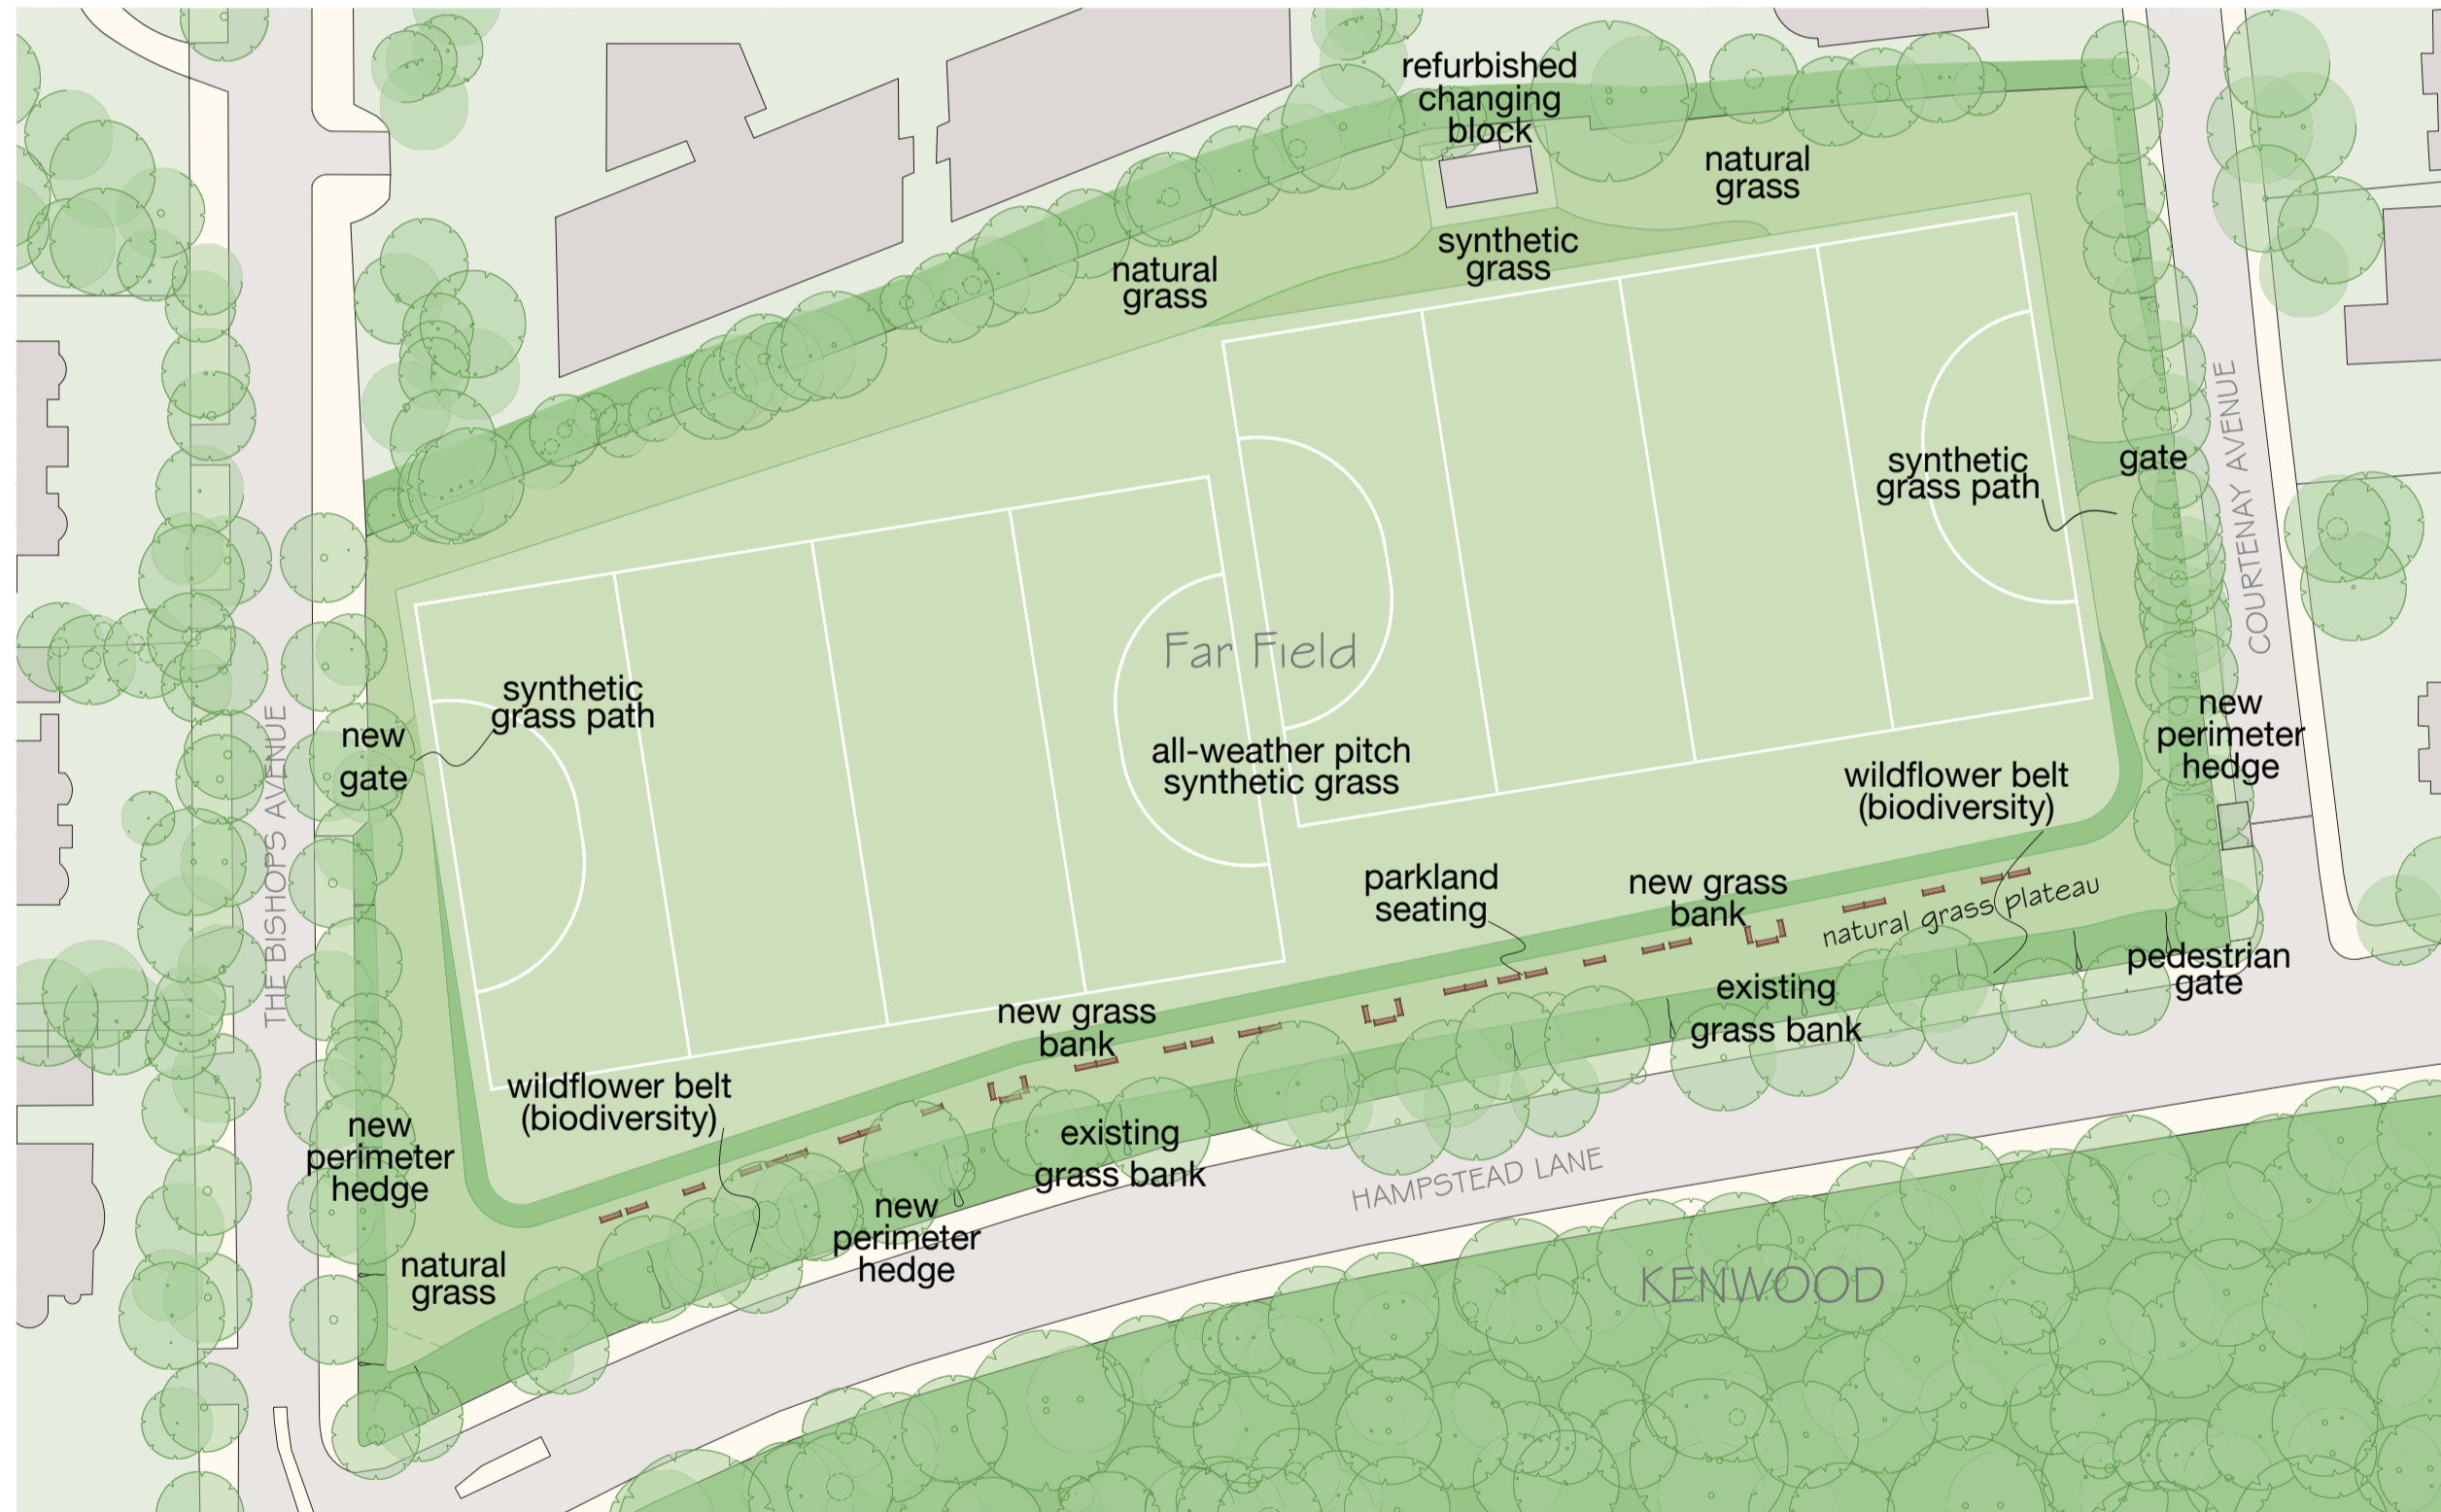 refurbished
changing
block
natural
grass
synthetic
grass
natural
grass
synthetic
grass path
gate
COURTENAY AVENUE
Far Field
synthetic
grass path
new
gate
THE BISHOPS AVENUE
all-weather pitch
synthetic grass
new
perimeter
hedge
wildflower belt
(biodiversity)
parkland
seating
new grass
bank
natural grass plateau
pedestrian
gate
existing
grass bank
new grass
bank
wildflower belt
(biodiversity)
new
perimeter
hedge
existing
grass bank
new
perimeter
hedge
HAMPSTEAD LANE
natural
grass
KENWOOD